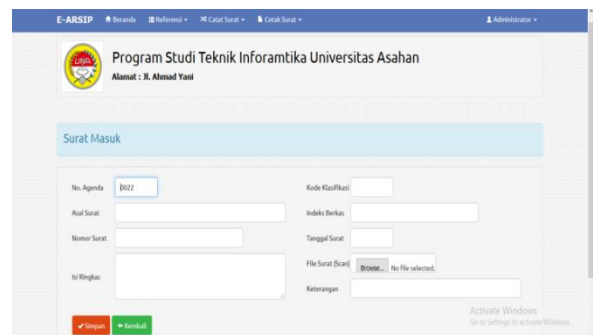 E-ARSIP Beranda Referensi Catat Surat Cetak Surat Administrator
UNA
Program Studi Teknik Inforamtika Universitas Asahan
Alamat : Jl. Ahmad Yani
Surat Masuk
No. Agenda 0022 Kode Klasifikasi
Asal Surat Indeks Berkas
Nomor Surat Tanggal Surat
Isi Ringkas File Surat (Scan) Browse... No file selected.
Keterangan
Simpan Kembali
Activate Windows
Go to Settings to activate Windows.